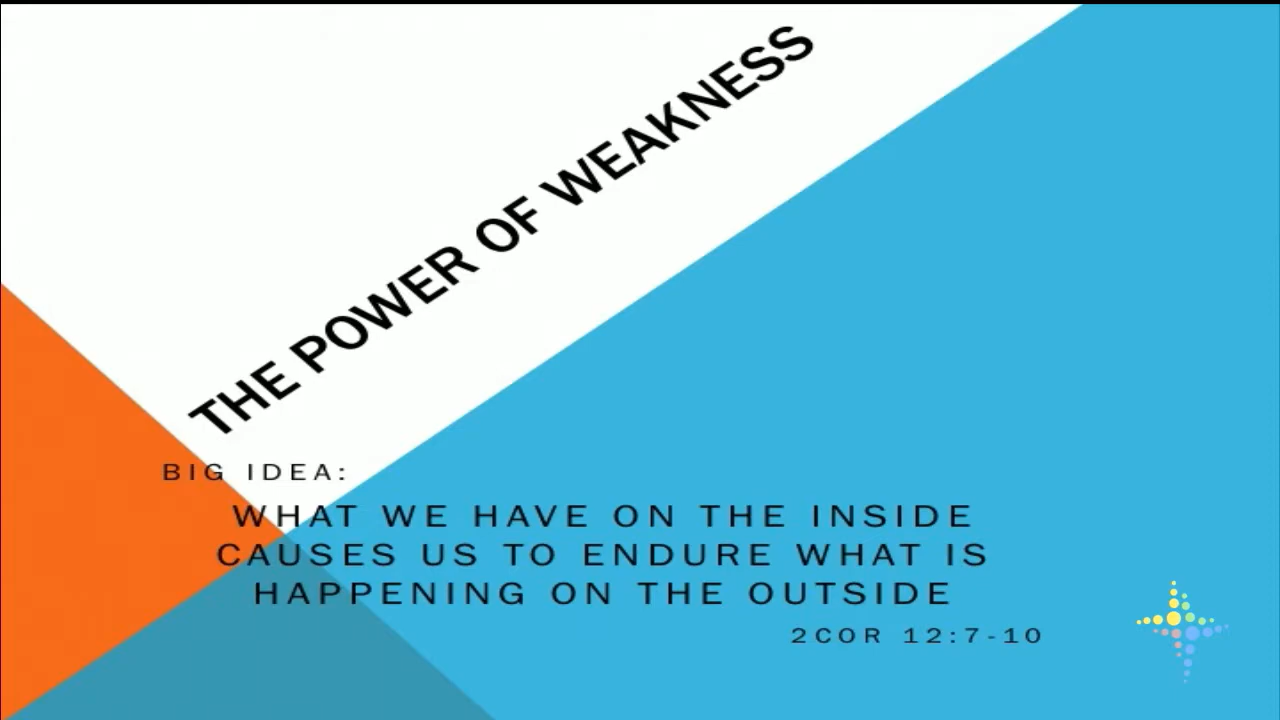 THE POWER OF WEAKNESS
BIG IDEA:
WHAT WE HAVE ON THE INSIDE
CAUSES US TO ENDURE WHAT IS
HAPPENING ON THE OUTSIDE
2COR 12:7-10